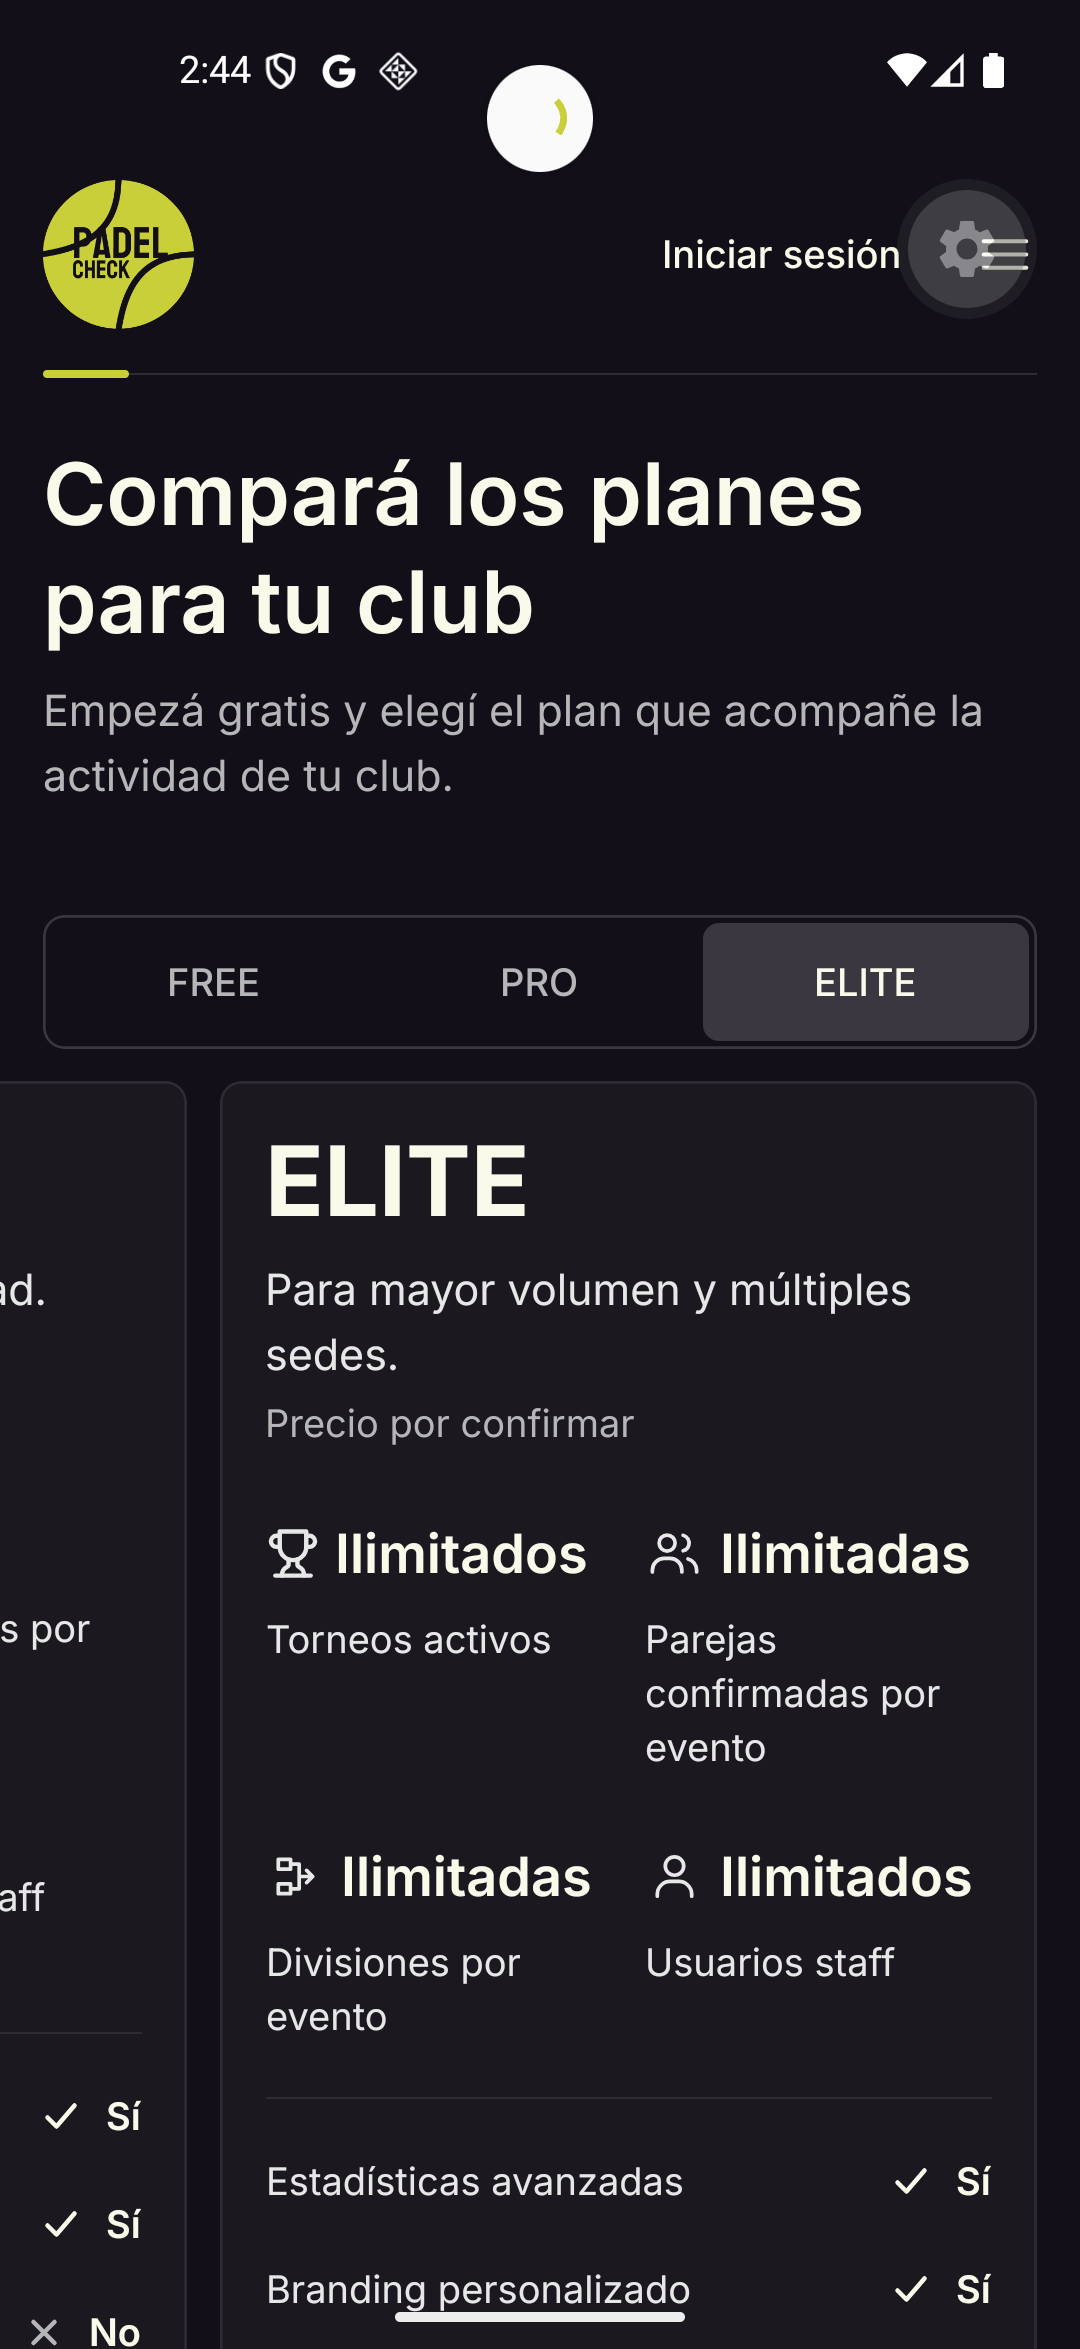 2:44
PADEL
CHECK
Iniciar sesión
Compará los planes
para tu club
Empezá gratis y elegí el plan que acompañe la
actividad de tu club.
FREE
PRO
ELITE
ELITE
ad.
Para mayor volumen y múltiples
sedes.
Precio por confirmar
Ilimitados
Ilimitadas
s por
Torneos activos
Parejas
confirmadas por
evento
Ilimitadas
Ilimitados
aff
Divisiones por
evento
Usuarios staff
Sí
Estadísticas avanzadas
Sí
Sí
Branding personalizado
Sí
No